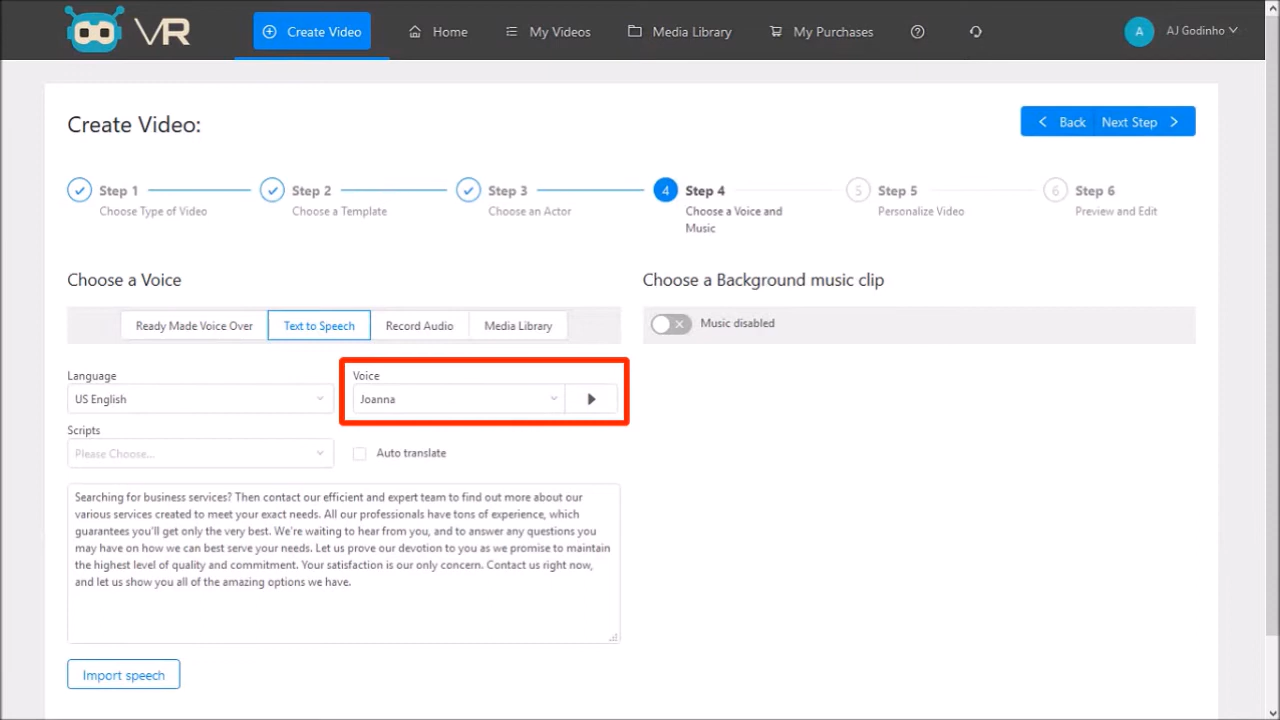 VR
Create Video
Home
My Videos
Media Library
My Purchases
A
AJ Godinho
Create Video:
Back
Next Step
Step 1
Choose Type of Video
Step 2
Choose a Template
Step 3
Choose an Actor
4
Step 4
Choose a Voice and
Music
5
Step 5
Personalize Video
6
Step 6
Preview and Edit
Choose a Voice
Choose a Background music clip
Ready Made Voice Over
Text to Speech
Record Audio
Media Library
Music disabled
Language
Voice
US English
Joanna
Scripts
Please Choose...
Auto translate
Searching for business services? Then contact our efficient and expert team to find out more about our
various services created to meet your exact needs. All our professionals have tons of experience, which
guarantees you'll get only the very best. We're waiting to hear from you, and to answer any questions you
may have on how we can best serve your needs. Let us prove our devotion to you as we promise to maintain
the highest level of quality and commitment. Your satisfaction is our only concern. Contact us right now,
and let us show you all of the amazing options we have.
Import speech